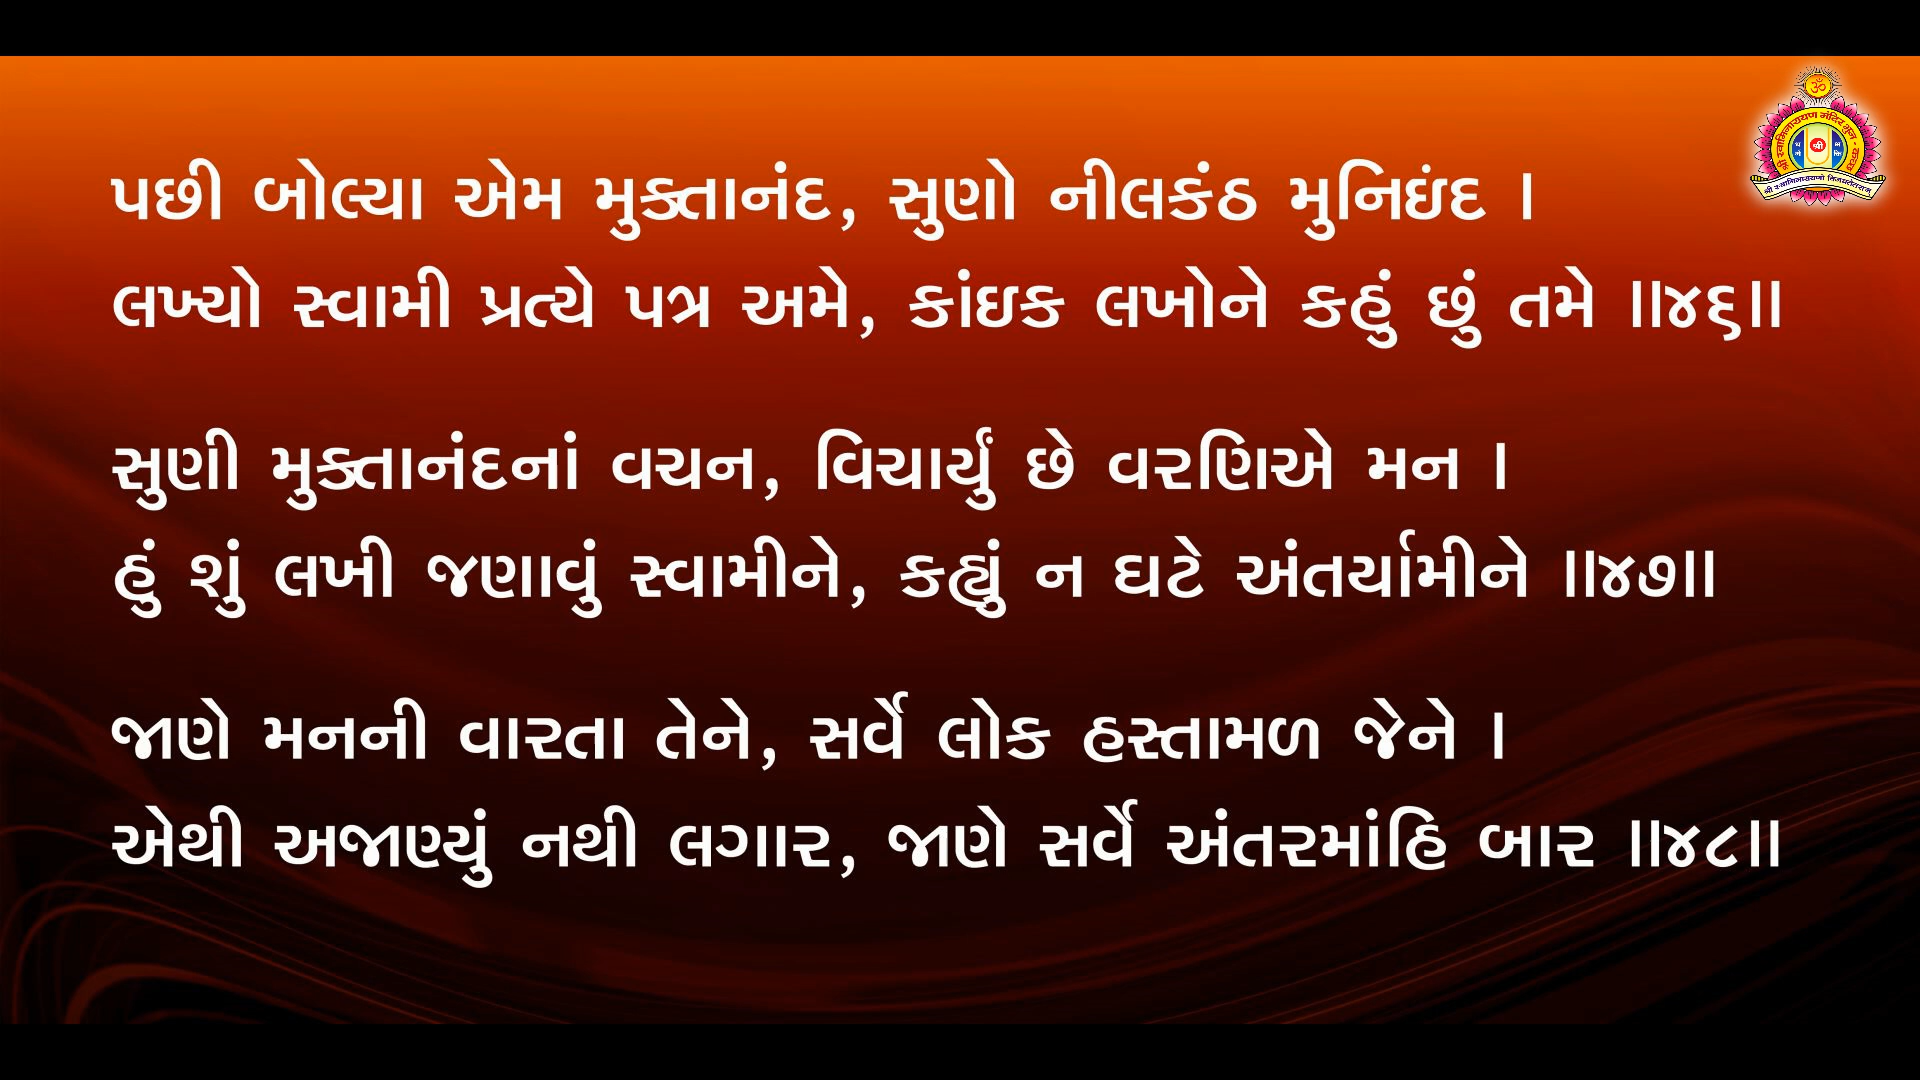 પછી બોલ્યા એમ મુક્તાનંદ, સુણો નીલકંઠ મુનિઇંદ ।
લખ્યો સ્વામી પ્રત્યે પત્ર અમે, કાંઇક લખોને કહું છું તમે ॥૪૬॥
સુણી મુક્તાનંદનાં વચન, વિચાર્યું છે વરણિએ મન ।
હું શું લખી જણાવું સ્વામીને, કહ્યું ન ઘટે અંતર્યામીને ॥૪૭॥
જાણે મનની વારતા તેને, સર્વે લોક હસ્તામળ જેને ।
એથી અજાણ્યું નથી લગાર, જાણે સર્વે અંતરમાંહિ બાર ॥૪૮॥